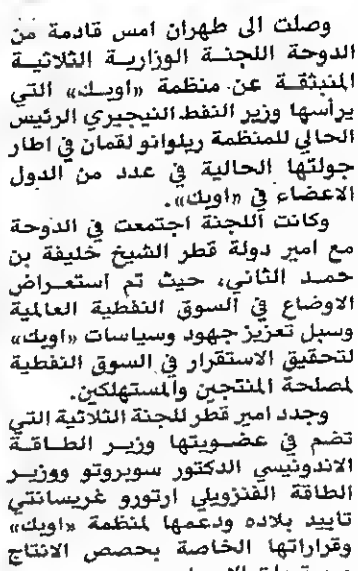 وصلت الى طهران امس قادمة من
الدوحة اللجنة الوزارية الثلاثية
المنبثقة عن منظمة «اوبك» التي
يرأسها وزير النفط النيجيري الرئيس
الحالي للمنظمة ريلوانو لقمان في اطار
جولتها الحالية في عدد من الدول
الاعضاء في «اوبك».
وكانت اللجنة اجتمعت في الدوحة
مع امير دولة قطر الشيخ خليفة بن
حمد الثاني، حيث تم استعراض
الاوضاع في السوق النفطية العالمية
وسبل تعزيز جهود وسياسات «اوبك»
لتحقيق الاستقرار في السوق النفطية
لمصلحة المنتجين والمستهلكين.
وجدد امير قطر للجنة الثلاثية التي
تضم في عضويتها وزير الطاقة
الاندونيسي الدكتور سوبروتو ووزير
الطاقة الفنزويلي ارتورو غريسانتي
تاييد بلاده ودعمها لمنظمة «اوبك»
وقراراتها الخاصة بحصص الانتاج